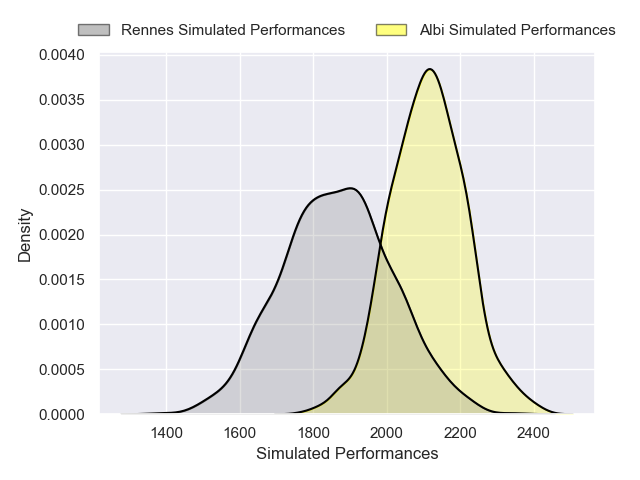 Rennes Simulated Performances Albi Simulated Performances
0.0040
0.0035
0.0030
0.0025
0.0020
0.0015
0.0010
0.0005
0.0000
Density
1400 1600 1800 2000 2200 2400
Simulated Performances